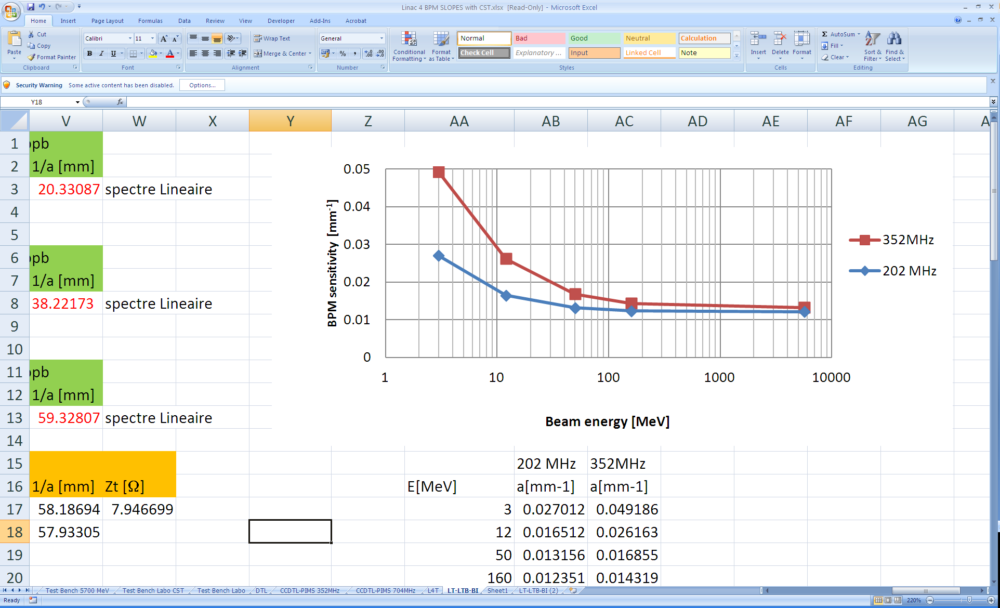 Linac 4 BPM SLOPES with CST.xlsx [Read-Only] - Microsoft Excel
Home Insert Page Layout Formulas Data Review View Developer Add-Ins Acrobat
Paste
Cut
Copy
Format Painter
Clipboard
Calibri 11
B I U
Font
Wrap Text
Merge & Center
Alignment
General
% ,
Number
Conditional Formatting
Format as Table
Normal Bad Good Neutral Calculation
Check Cell Explanatory ... Input Linked Cell Note
Styles
Insert Delete Format
Cells
Σ AutoSum
Fill
Clear
Sort & Filter
Find & Select
Editing
Security Warning Some active content has been disabled. Options...
Y18 fx
V W X Y Z AA AB AC AD AE AF AG A
1 ppb
2 1/a [mm]
3 20.33087 spectre Lineaire
4
5
6 ppb
7 1/a [mm]
8 38.22173 spectre Lineaire
9
10
11 ppb
12 1/a [mm]
13 59.32807 spectre Lineaire
14
BPM sensitivity [mm-1]
0.05
0.04
0.03
0.02
0.01
0
1 10 100 1000 10000
Beam energy [MeV]
352MHz
202 MHz
15 202 MHz 352MHz
16 1/a [mm] Zt [Ω] E[MeV] a[mm-1] a[mm-1]
17 58.18694 7.946699 3 0.027012 0.049186
18 57.93305 12 0.016512 0.026163
19 50 0.013156 0.016855
20 160 0.012351 0.014319
Test Bench 5700 MeV Test Bench Labo CST Test Bench Labo DTL CCDTL-PIMS 352MHz CCDTL-PIMS 704MHz L4T LT-LTB-BI Sheet1 LT-LTB-BI (2)
Ready 220%